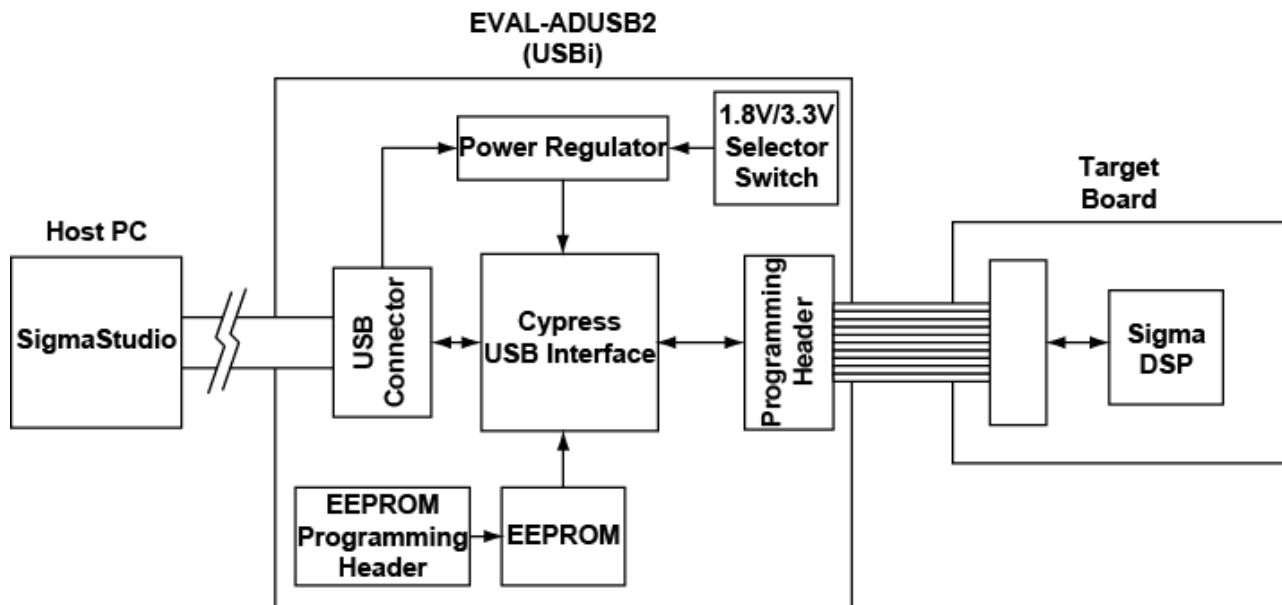 EVAL-ADUSB2
(USBi)
1.8V/3.3V
Selector
Switch
Power Regulator
Target
Board
Host PC
SigmaStudio
USB
Connector
Cypress
USB Interface
Programming
Header
Sigma
DSP
EEPROM
Programming
Header
EEPROM